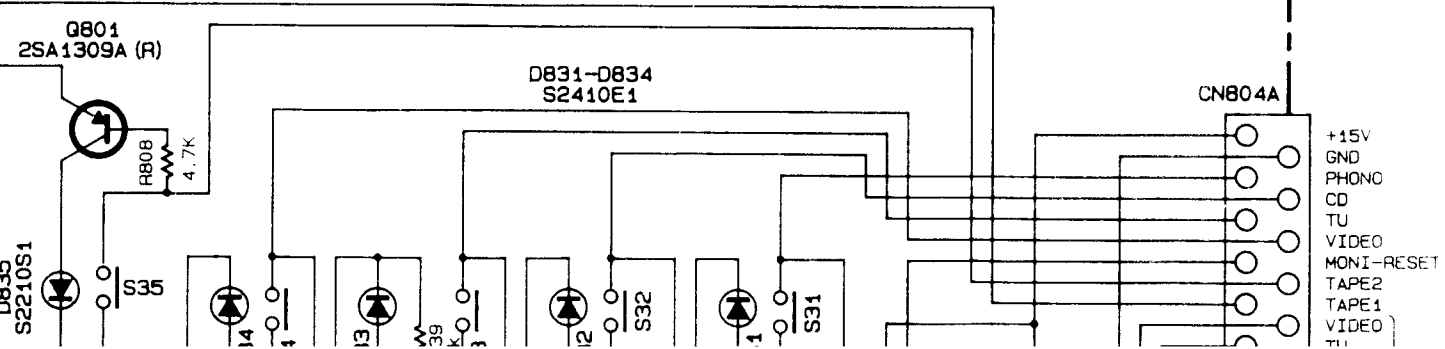 Q801
2SA1309A (R)
D831-D834
S2410E1
CN804A
+15V
GND
PHONO
CD
TU
VIDEO
MONI-RESET
TAPE2
TAPE1
VIDEO
TU
R808
4.7K
D835
S2210S1
S35
S32
S31